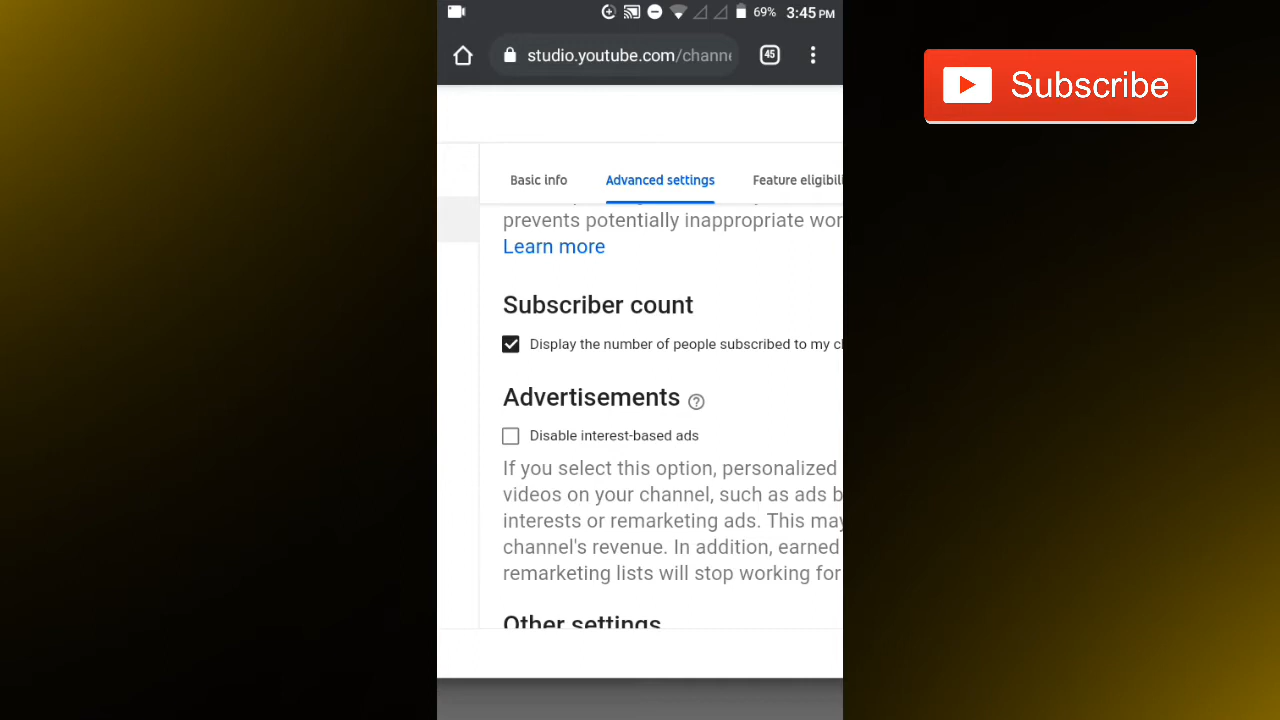 69% 3:45 PM
studio.youtube.com/channe
45
Subscribe
Basic info Advanced settings Feature eligibili
prevents potentially inappropriate wor
Learn more
Subscriber count
Display the number of people subscribed to my cl
Advertisements ?
Disable interest-based ads
If you select this option, personalized
videos on your channel, such as ads b
interests or remarketing ads. This may
channel's revenue. In addition, earned
remarketing lists will stop working for
Other settings